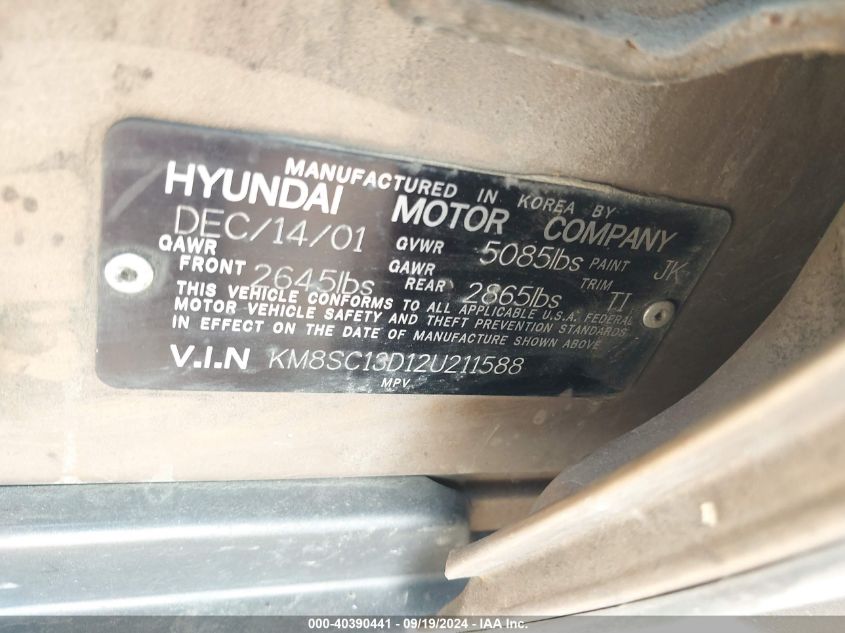 MANUFACTURED IN KOREA BY
HYUNDAI MOTOR COMPANY
DEC/14/01 GVWR 5085lbs PAINT JK
GAWR FRONT 2645lbs GAWR REAR 2865lbs TRIM TI
THIS VEHICLE CONFORMS TO ALL APPLICABLE U.S.A. FEDERAL
MOTOR VEHICLE SAFETY AND THEFT PREVENTION STANDARDS
IN EFFECT ON THE DATE OF MANUFACTURE SHOWN ABOVE
V.I.N KM8SC13D12U211588
MPV
000-40390441 - 09/19/2024 - IAA Inc.